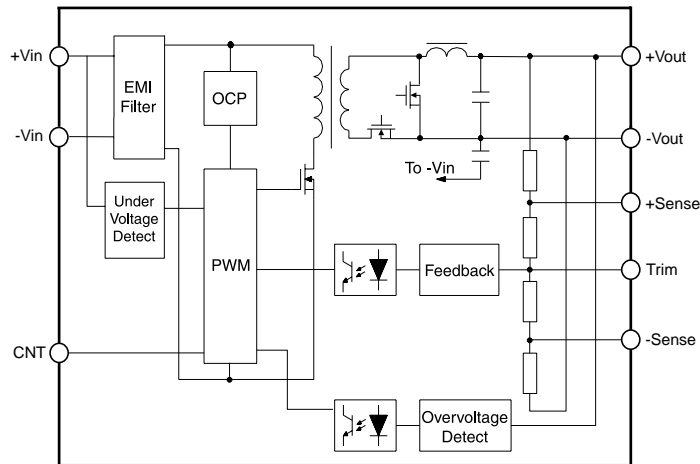 +Vin
EMI
Filter
OCP
+Vout
-Vin
-Vout
To -Vin
Under
Voltage
Detect
PWM
+Sense
Feedback
Trim
CNT
-Sense
Overvoltage
Detect